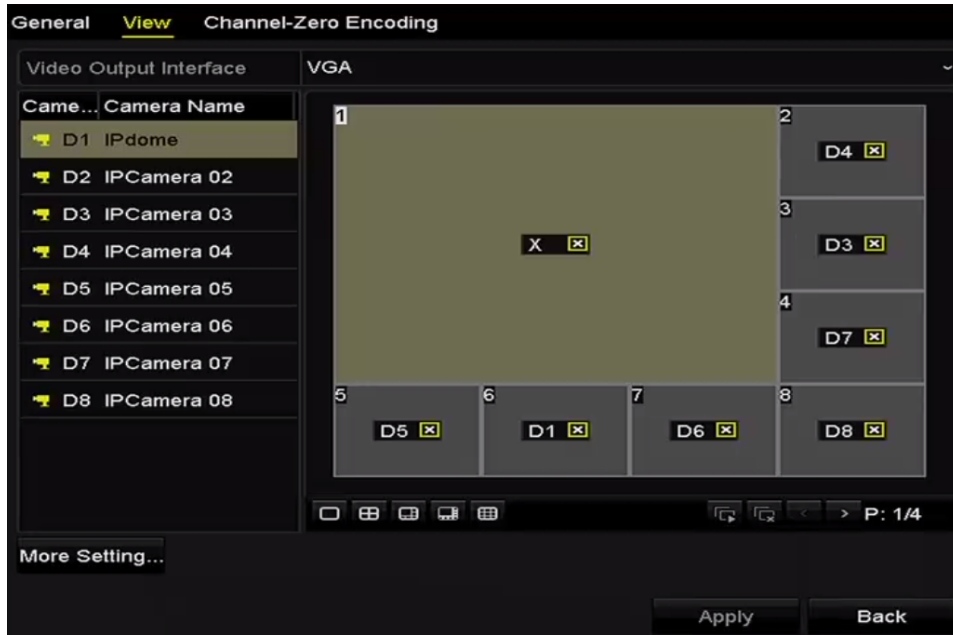 General View Channel-Zero Encoding
Video Output Interface VGA
Came... Camera Name
D1 IPdome
D2 IPCamera 02
D3 IPCamera 03
D4 IPCamera 04
D5 IPCamera 05
D6 IPCamera 06
D7 IPCamera 07
D8 IPCamera 08
1
X
2
D4
3
D3
4
D7
5
D5
6
D1
7
D6
8
D8
P: 1/4
More Setting...
Apply Back